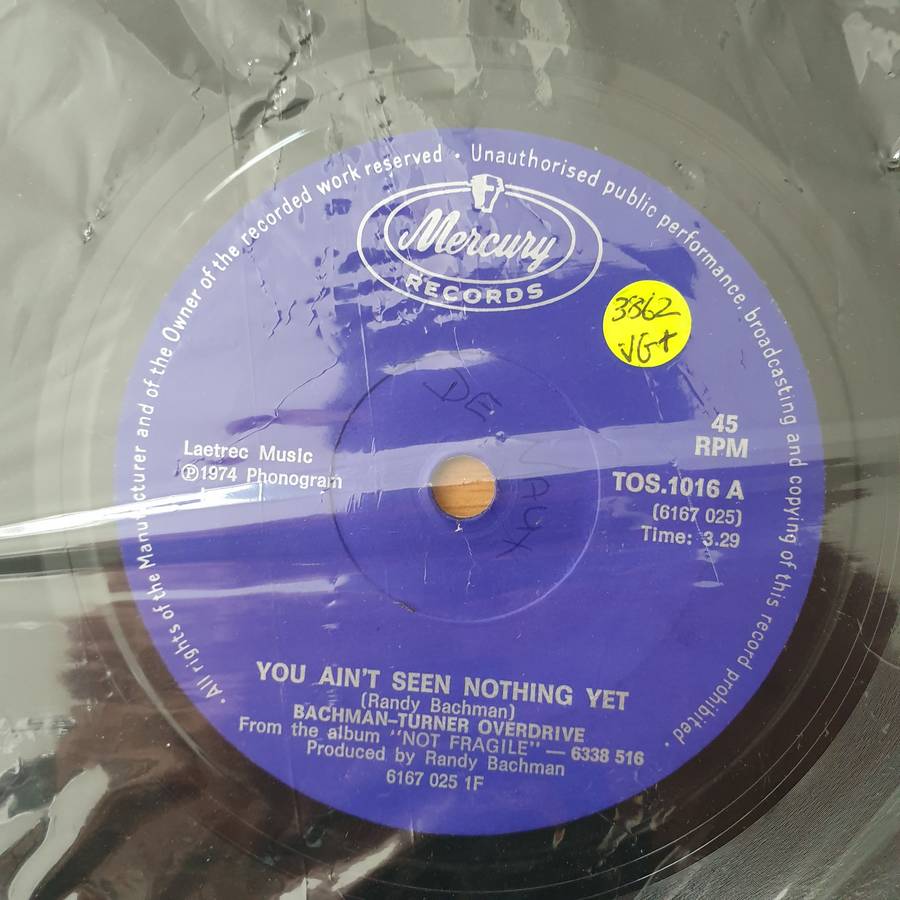 · All rights of the Manufacturer and of the Owner of the recorded work reserved · Unauthorised public performance, broadcasting and copying of this record prohibited ·
Mercury
RECORDS
3862
VG+
DE
45
RPM
Laetrec Music
Ⓟ1974 Phonogram
TOS.1016 A
(6167 025)
Time: 3.29
YOU AIN'T SEEN NOTHING YET
(Randy Bachman)
BACHMAN–TURNER OVERDRIVE
From the album "NOT FRAGILE" — 6338 516
Produced by Randy Bachman
6167 025 1F